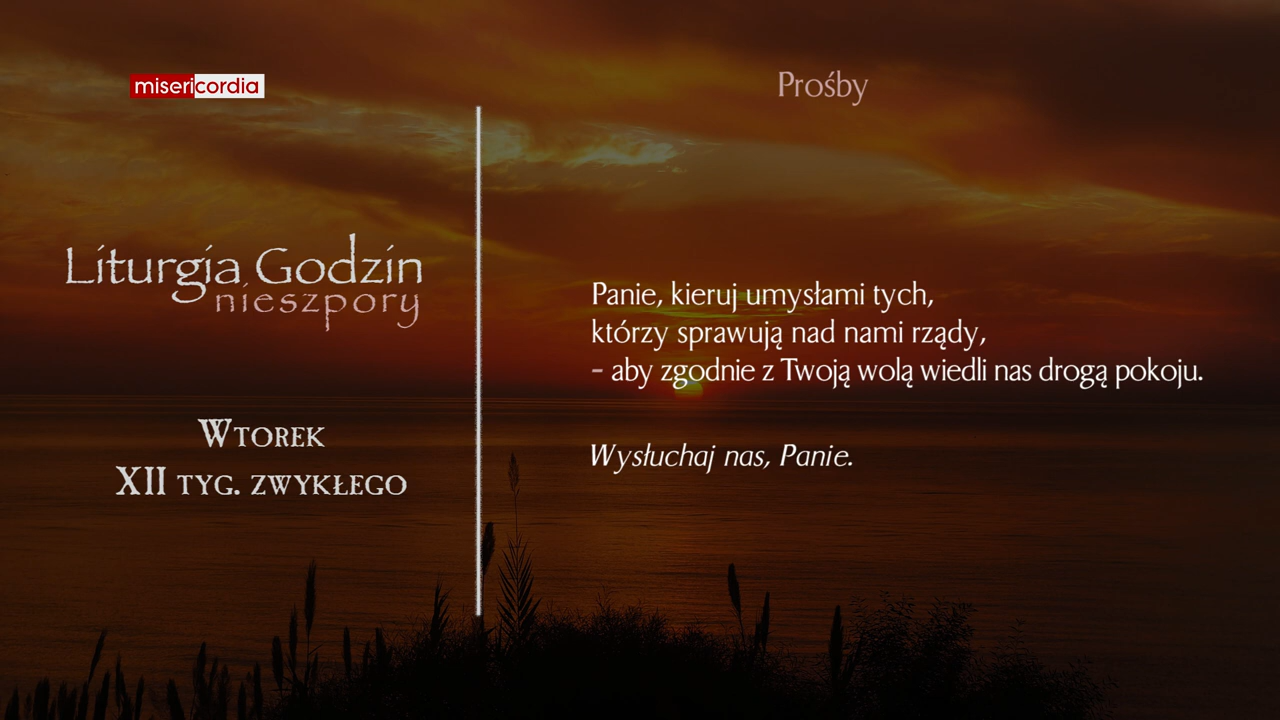 misericordia
Prośby
Liturgia Godzin
nieszpory
Wtorek
XII tyg. zwykłego
Panie, kieruj umysłami tych,
którzy sprawują nad nami rządy,
- aby zgodnie z Twoją wolą wiedli nas drogą pokoju.
Wysłuchaj nas, Panie.